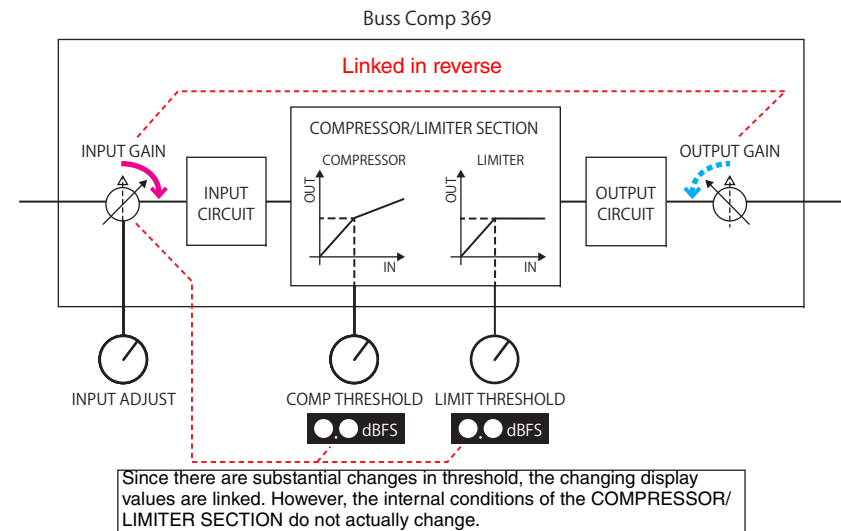 Buss Comp 369
Linked in reverse
INPUT GAIN
INPUT
CIRCUIT
COMPRESSOR/LIMITER SECTION
COMPRESSOR
OUT
IN
LIMITER
OUT
IN
OUTPUT
CIRCUIT
OUTPUT GAIN
INPUT ADJUST
COMP THRESHOLD
dBFS
LIMIT THRESHOLD
dBFS
Since there are substantial changes in threshold, the changing display
values are linked. However, the internal conditions of the COMPRESSOR/
LIMITER SECTION do not actually change.